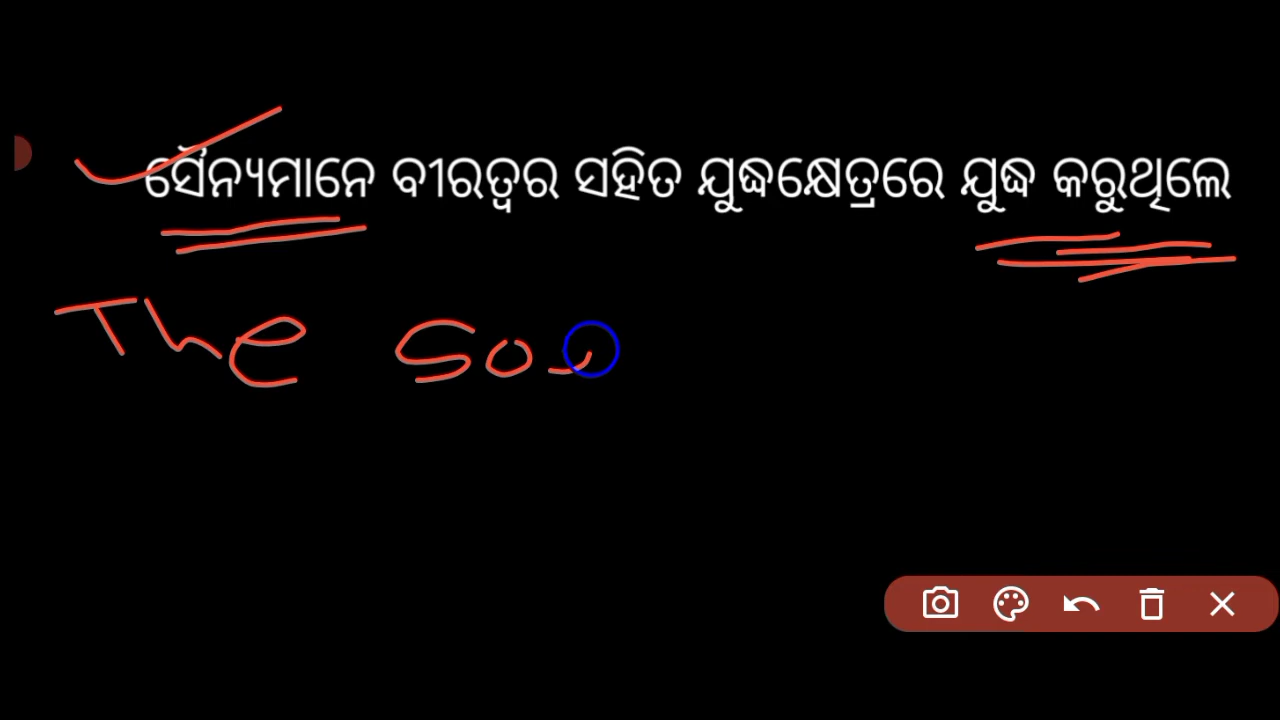 ସୈନ୍ୟମାନେ ବୀରତ୍ୱର ସହିତ ଯୁଦ୍ଧକ୍ଷେତ୍ରରେ ଯୁଦ୍ଧ କରୁଥିଲେ
The so